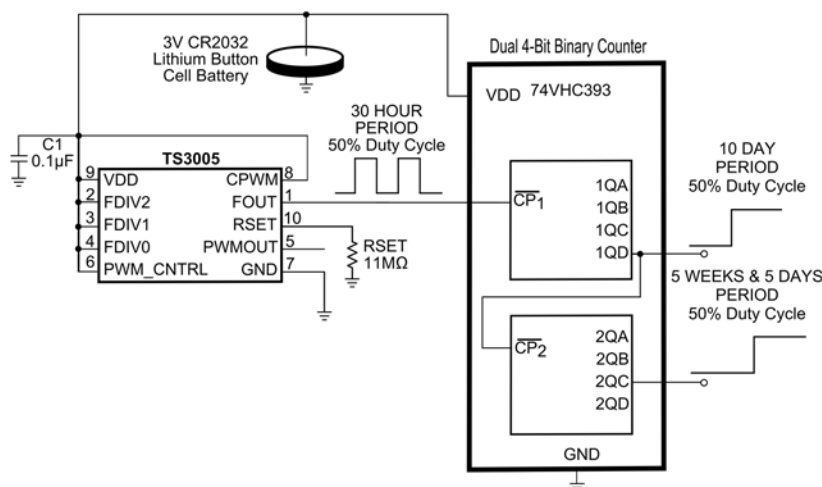 3V CR2032
Lithium Button
Cell Battery
Dual 4-Bit Binary Counter
VDD 74VHC393
30 HOUR
PERIOD
50% Duty Cycle
C1
0.1µF
TS3005
9 VDD CPWM 8
2 FDIV2 FOUT 1
3 FDIV1 RSET 10
4 FDIV0 PWMOUT 5
6 PWM_CNTRL GND 7
RSET
11MΩ
CP1
1QA
1QB
1QC
1QD
10 DAY
PERIOD
50% Duty Cycle
5 WEEKS & 5 DAYS
PERIOD
50% Duty Cycle
CP2
2QA
2QB
2QC
2QD
GND